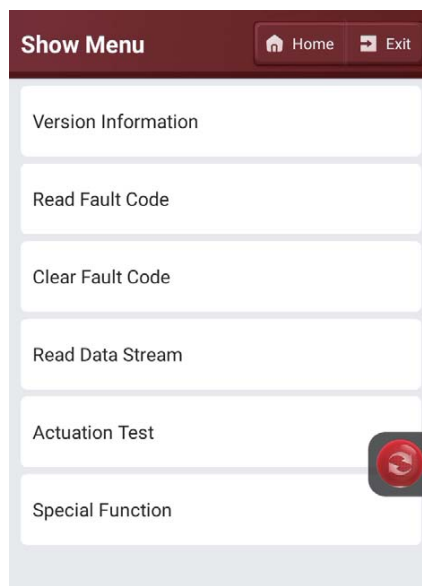 Show Menu
Home
Exit
Version Information
Read Fault Code
Clear Fault Code
Read Data Stream
Actuation Test
Special Function